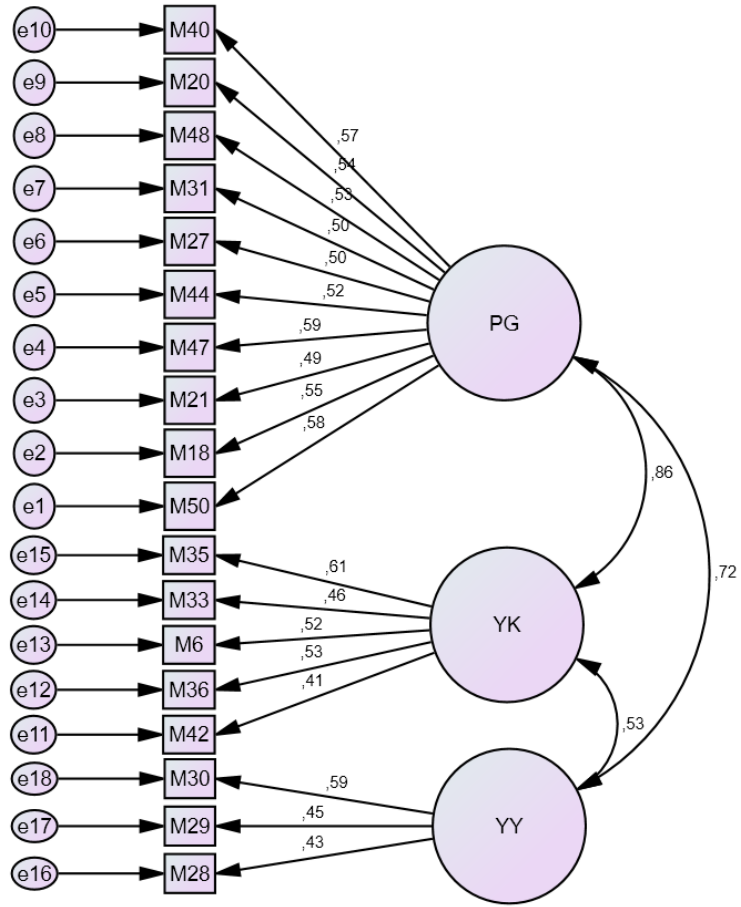 e10 M40
e9 M20
e8 M48
e7 M31
e6 M27
e5 M44
e4 M47
e3 M21
e2 M18
e1 M50
,57
,54
,53
,50
,50
,52
,59
,49
,55
,58
PG
e15 M35
e14 M33
e13 M6
e12 M36
e11 M42
,61
,46
,52
,53
,41
YK
e18 M30
e17 M29
e16 M28
,59
,45
,43
YY
,86
,72
,53